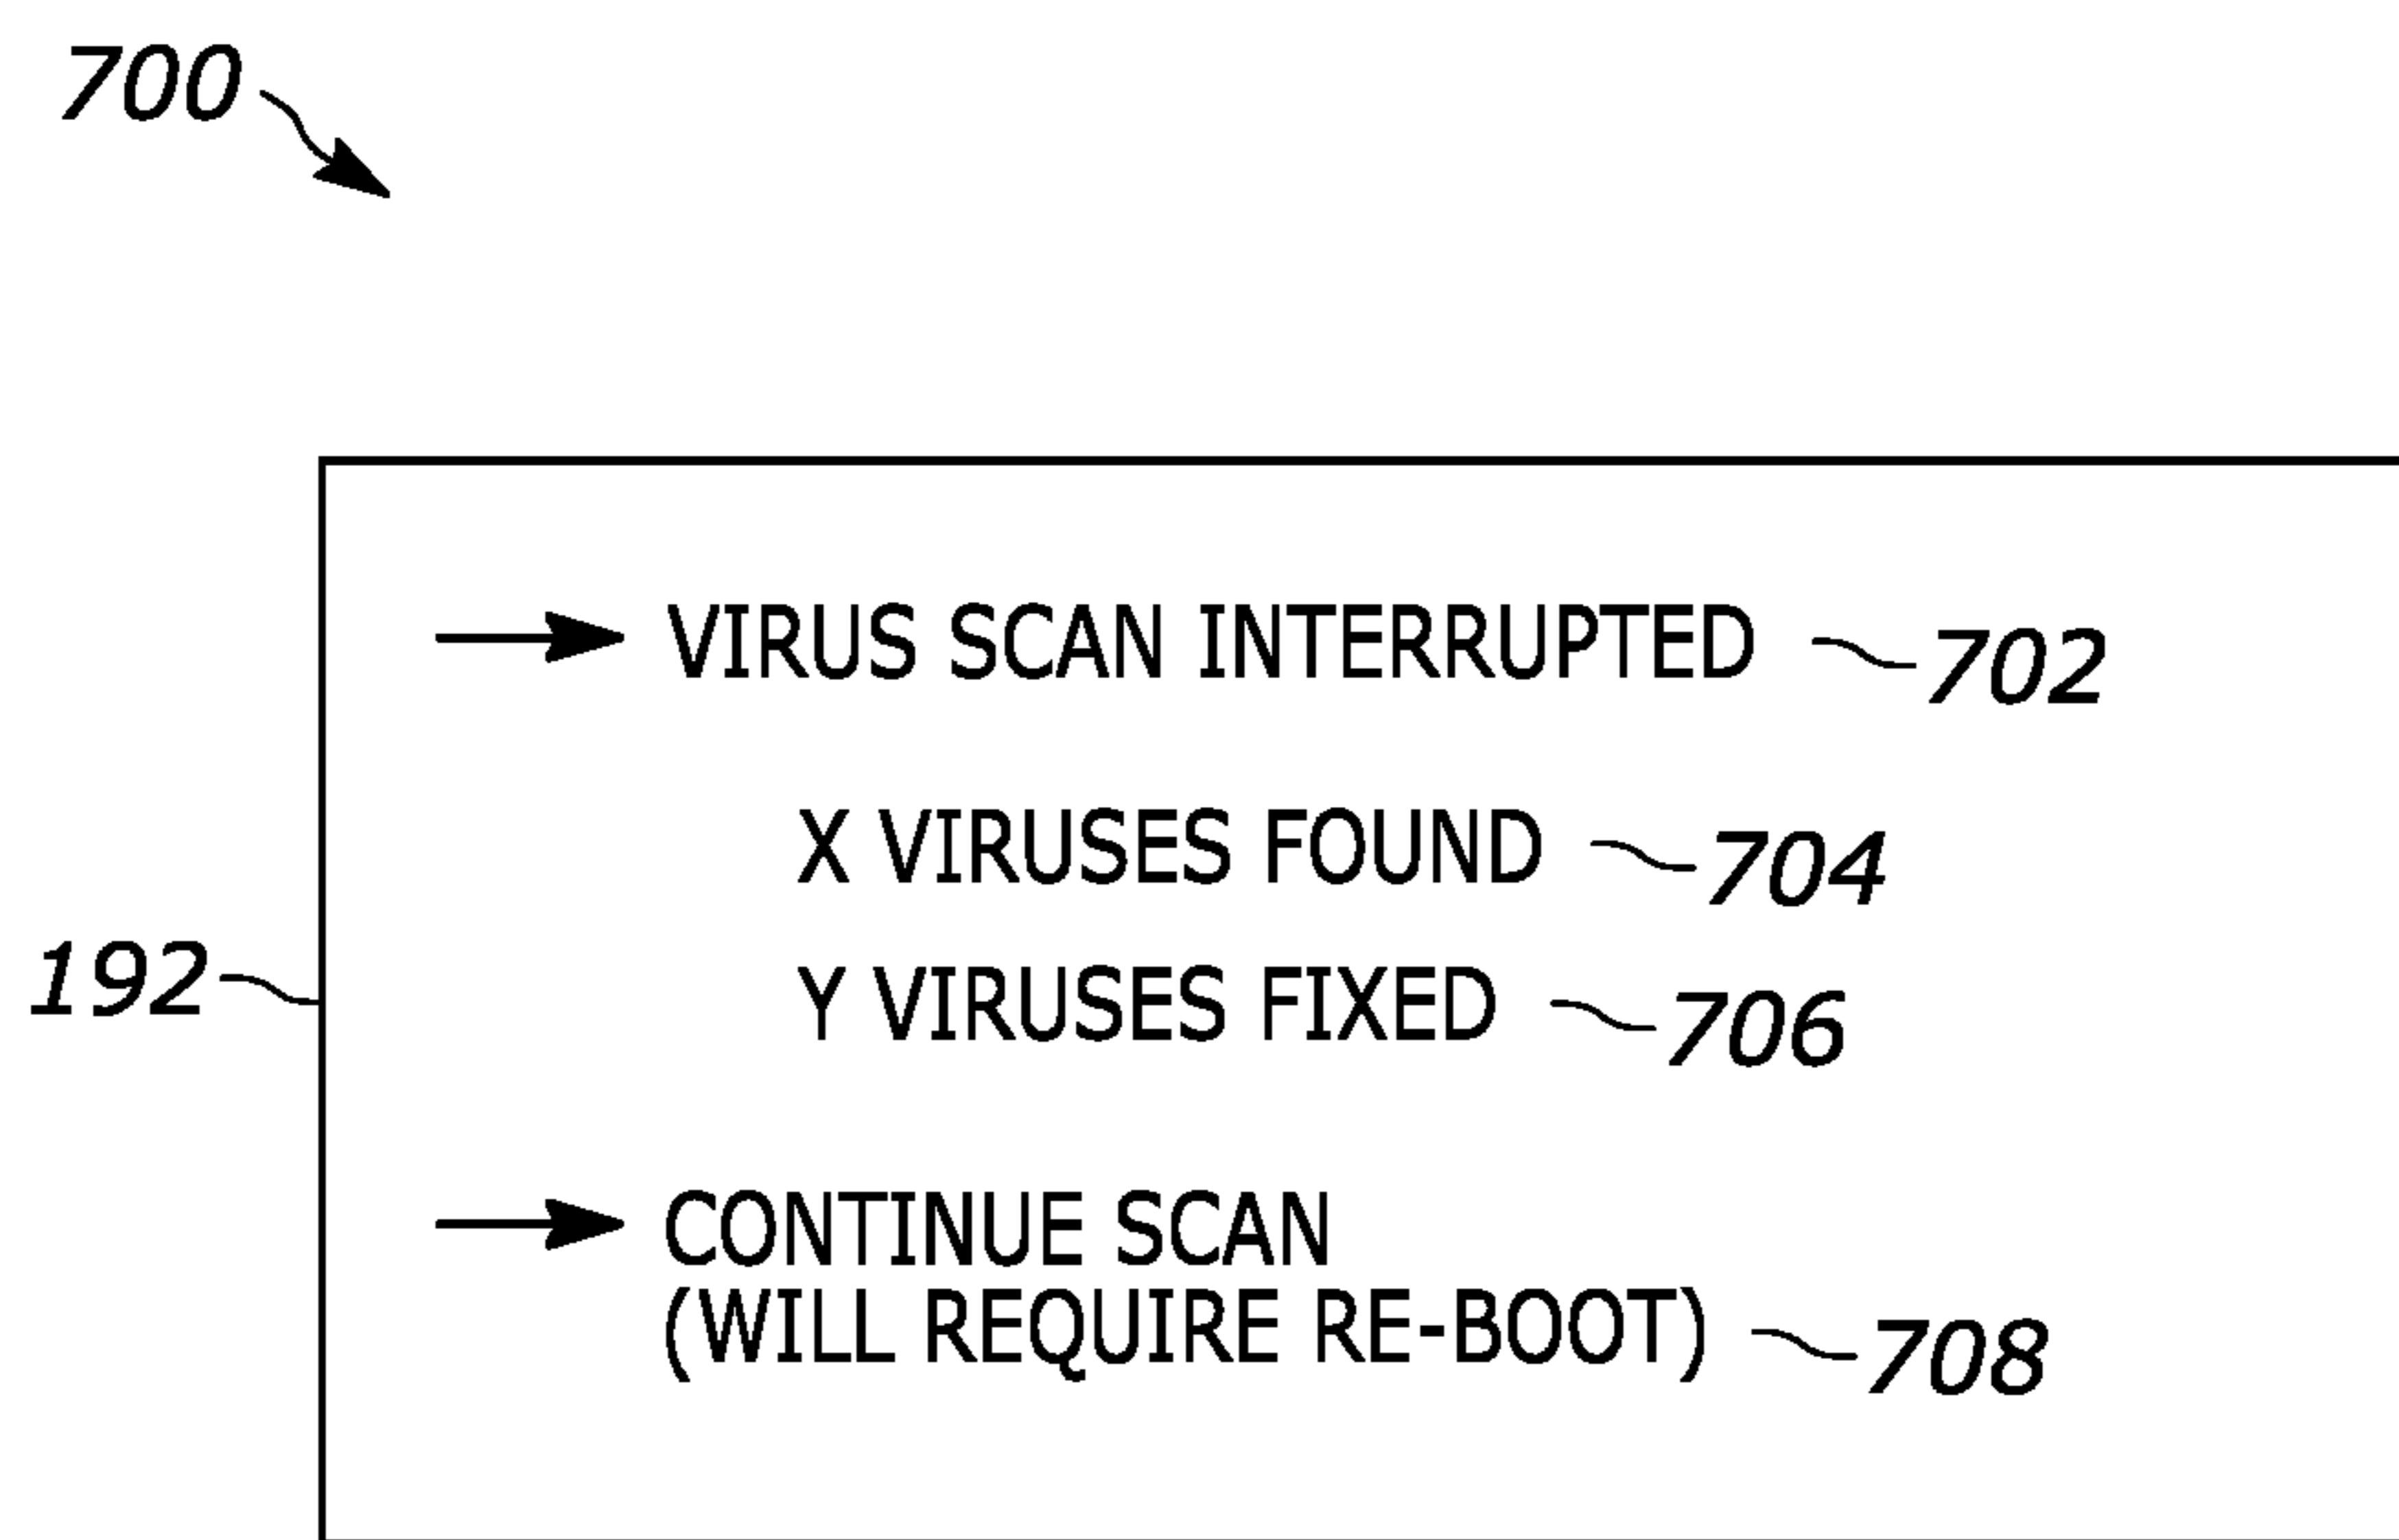 700
VIRUS SCAN INTERRUPTED 702
X VIRUSES FOUND 704
192
Y VIRUSES FIXED 706
CONTINUE SCAN
(WILL REQUIRE RE-BOOT) 708